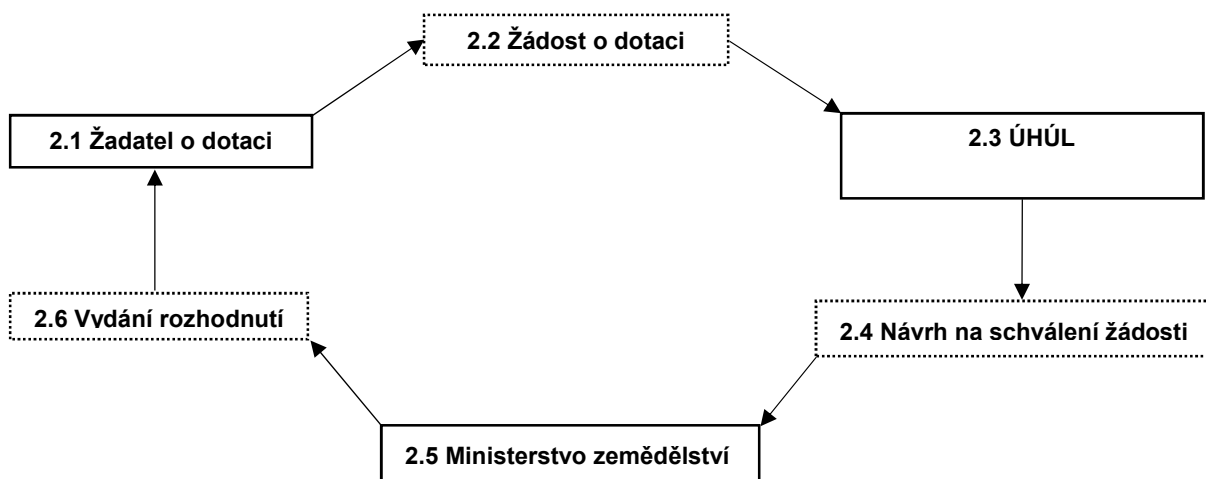 2.2 Žádost o dotaci
2.1 Žadatel o dotaci
2.3 ÚHÚL
2.6 Vydání rozhodnutí
2.4 Návrh na schválení žádosti
2.5 Ministerstvo zemědělství